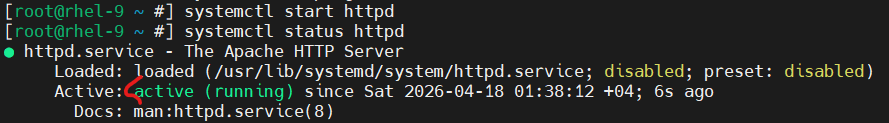 [root@rhel-9 ~ #] systemctl start httpd
[root@rhel-9 ~ #] systemctl status httpd
● httpd.service - The Apache HTTP Server
Loaded: loaded (/usr/lib/systemd/system/httpd.service; disabled; preset: disabled)
Active: active (running) since Sat 2026-04-18 01:38:12 +04; 6s ago
Docs: man:httpd.service(8)